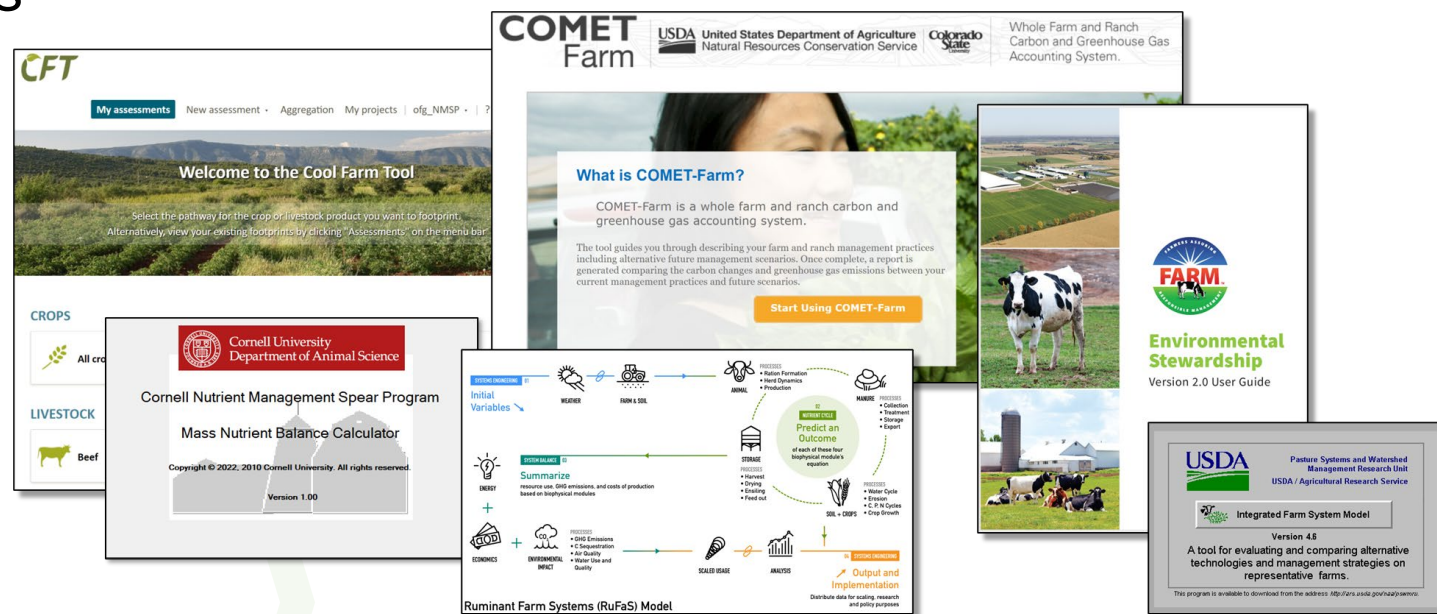 s
CFT
My assessments New assessment Aggregation My projects | ofg_NMSP | ?
Welcome to the Cool Farm Tool
Select the pathway for the crop or livestock product you want to footprint.
Alternatively, view your existing footprints by clicking "Assessments" on the menu bar
CROPS
All cro
LIVESTOCK
Beef
COMET
Farm
USDA United States Department of Agriculture
Natural Resources Conservation Service
Colorado
State
University
Whole Farm and Ranch
Carbon and Greenhouse Gas
Accounting System.
What is COMET-Farm?
COMET-Farm is a whole farm and ranch carbon and
greenhouse gas accounting system.
The tool guides you through describing your farm and ranch management practices
including alternative future management scenarios. Once complete, a report is
generated comparing the carbon changes and greenhouse gas emissions between your
current management practices and future scenarios.
Start Using COMET-Farm
FARMERS ASSURING
FARM
RESPONSIBLE MANAGEMENT
Environmental
Stewardship
Version 2.0 User Guide
Cornell University
Department of Animal Science
Cornell Nutrient Management Spear Program
Mass Nutrient Balance Calculator
Copyright © 2022, 2010 Cornell University. All rights reserved.
Version 1.00
SYSTEMS ENGINEERING 01
Initial
Variables
WEATHER
FARM & SOIL
ANIMAL
PROCESSES
• Ration Formation
• Herd Dynamics
• Production
MANURE
PROCESSES
• Collection
• Treatment
• Storage
• Export
02
NUTRIENT CYCLE
Predict an
Outcome
of each of these four
biophysical module's
equation
STORAGE
PROCESSES
• Harvest
• Drying
• Ensiling
• Feed out
SOIL + CROPS
PROCESSES
• Water Cycle
• Erosion
• C, P, N Cycles
• Crop Growth
SYSTEM BALANCE 03
Summarize
resource use, GHG emissions, and costs of production
based on biophysical modules
ENERGY
+
ECONOMICS
+
CO2
ENVIRONMENTAL
IMPACT
PROCESSES
• GHG Emissions
• C Sequestration
• Air Quality
• Water Use and
Quality
SCALED USAGE
ANALYSIS
04 SYSTEMS ENGINEERING
Output and
Implementation
Distribute data for scaling, research
and policy purposes
Ruminant Farm Systems (RuFaS) Model
USDA
Pasture Systems and Watershed
Management Research Unit
USDA / Agricultural Research Service
Integrated Farm System Model
Version 4.6
A tool for evaluating and comparing alternative
technologies and management strategies on
representative farms.
This program is available to download from the address